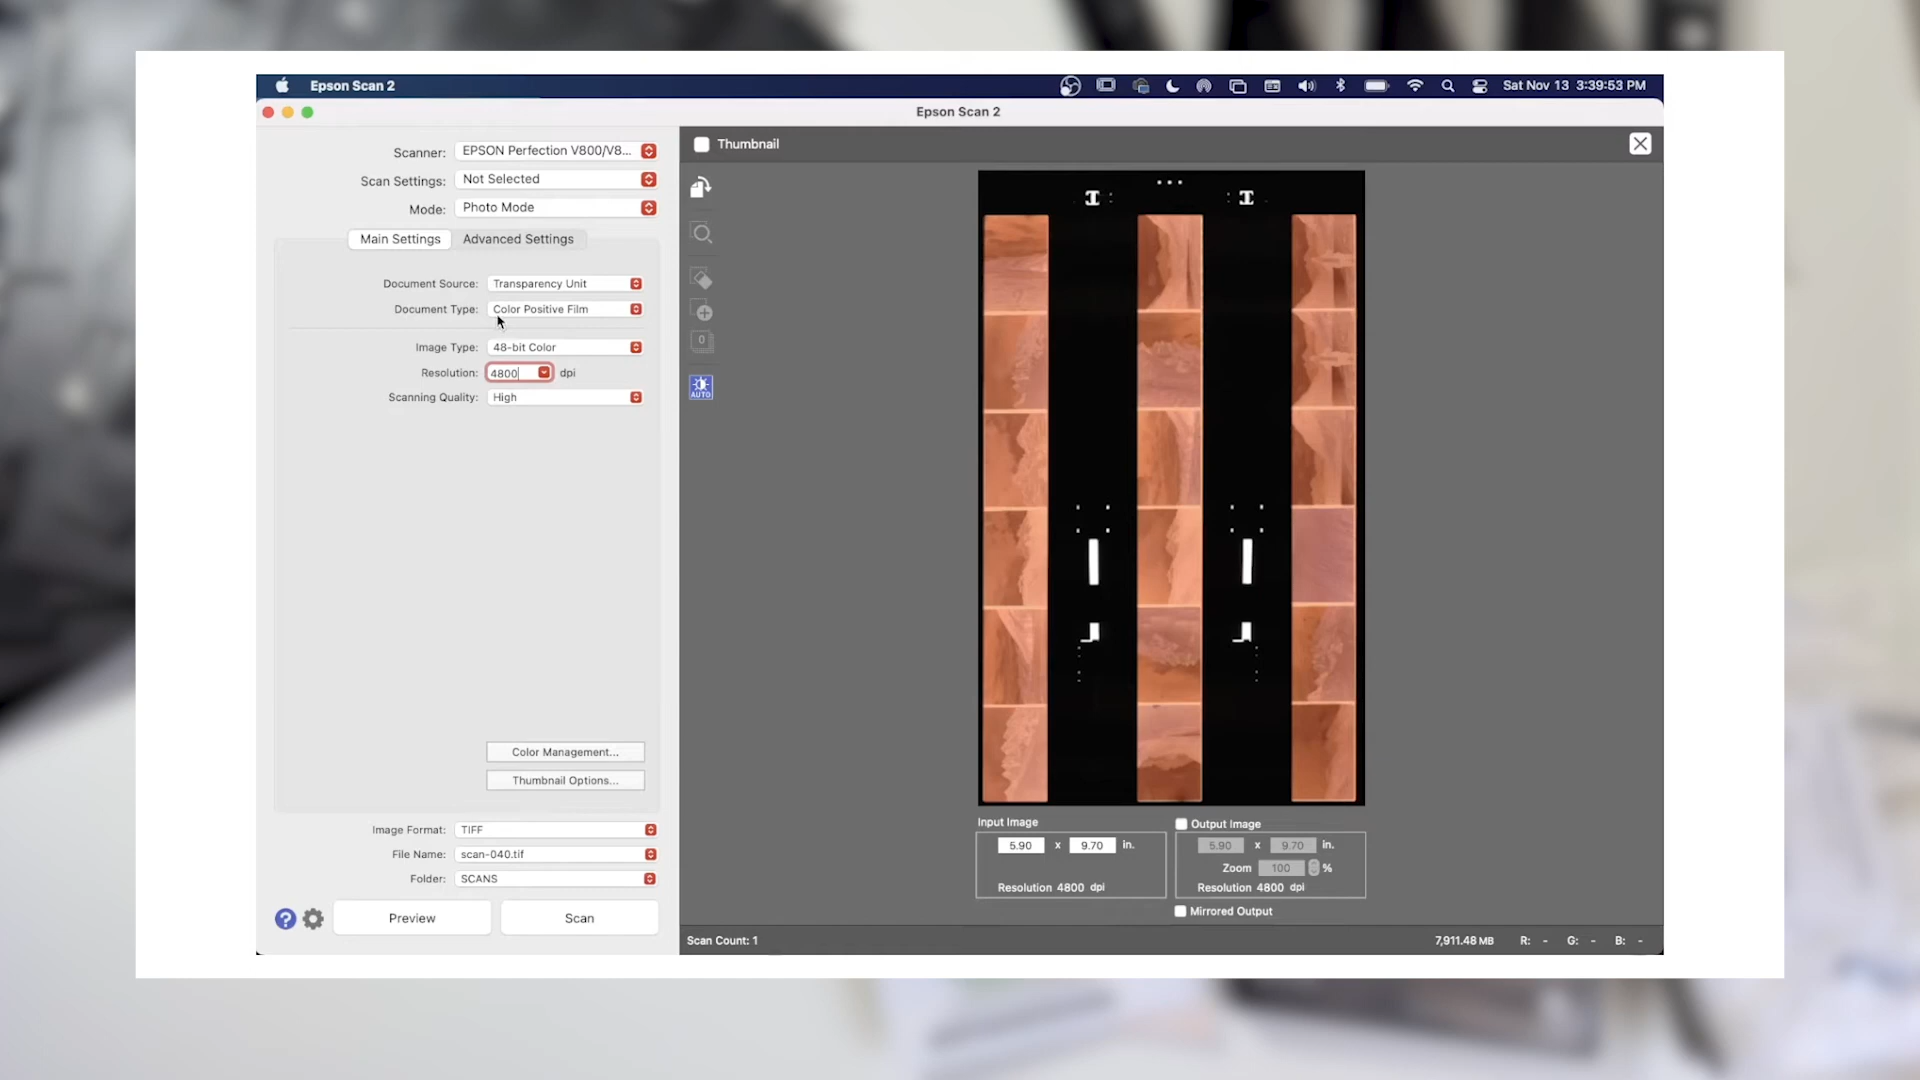 Epson Scan 2
Sat Nov 13 3:39:53 PM
Epson Scan 2
Scanner: EPSON Perfection V800/V8...
Scan Settings: Not Selected
Mode: Photo Mode
Main Settings Advanced Settings
Document Source: Transparency Unit
Document Type: Color Positive Film
Image Type: 48-bit Color
Resolution: 4800 dpi
Scanning Quality: High
Color Management...
Thumbnail Options...
Image Format: TIFF
File Name: scan-040.tif
Folder: SCANS
? Preview Scan
Thumbnail
0
AUTO
Input Image
5.90 x 9.70 in.
Resolution 4800 dpi
Output Image
5.90 x 9.70 in.
Zoom 100 %
Resolution 4800 dpi
Mirrored Output
Scan Count: 1
7,911.48 MB R: - G: - B: -